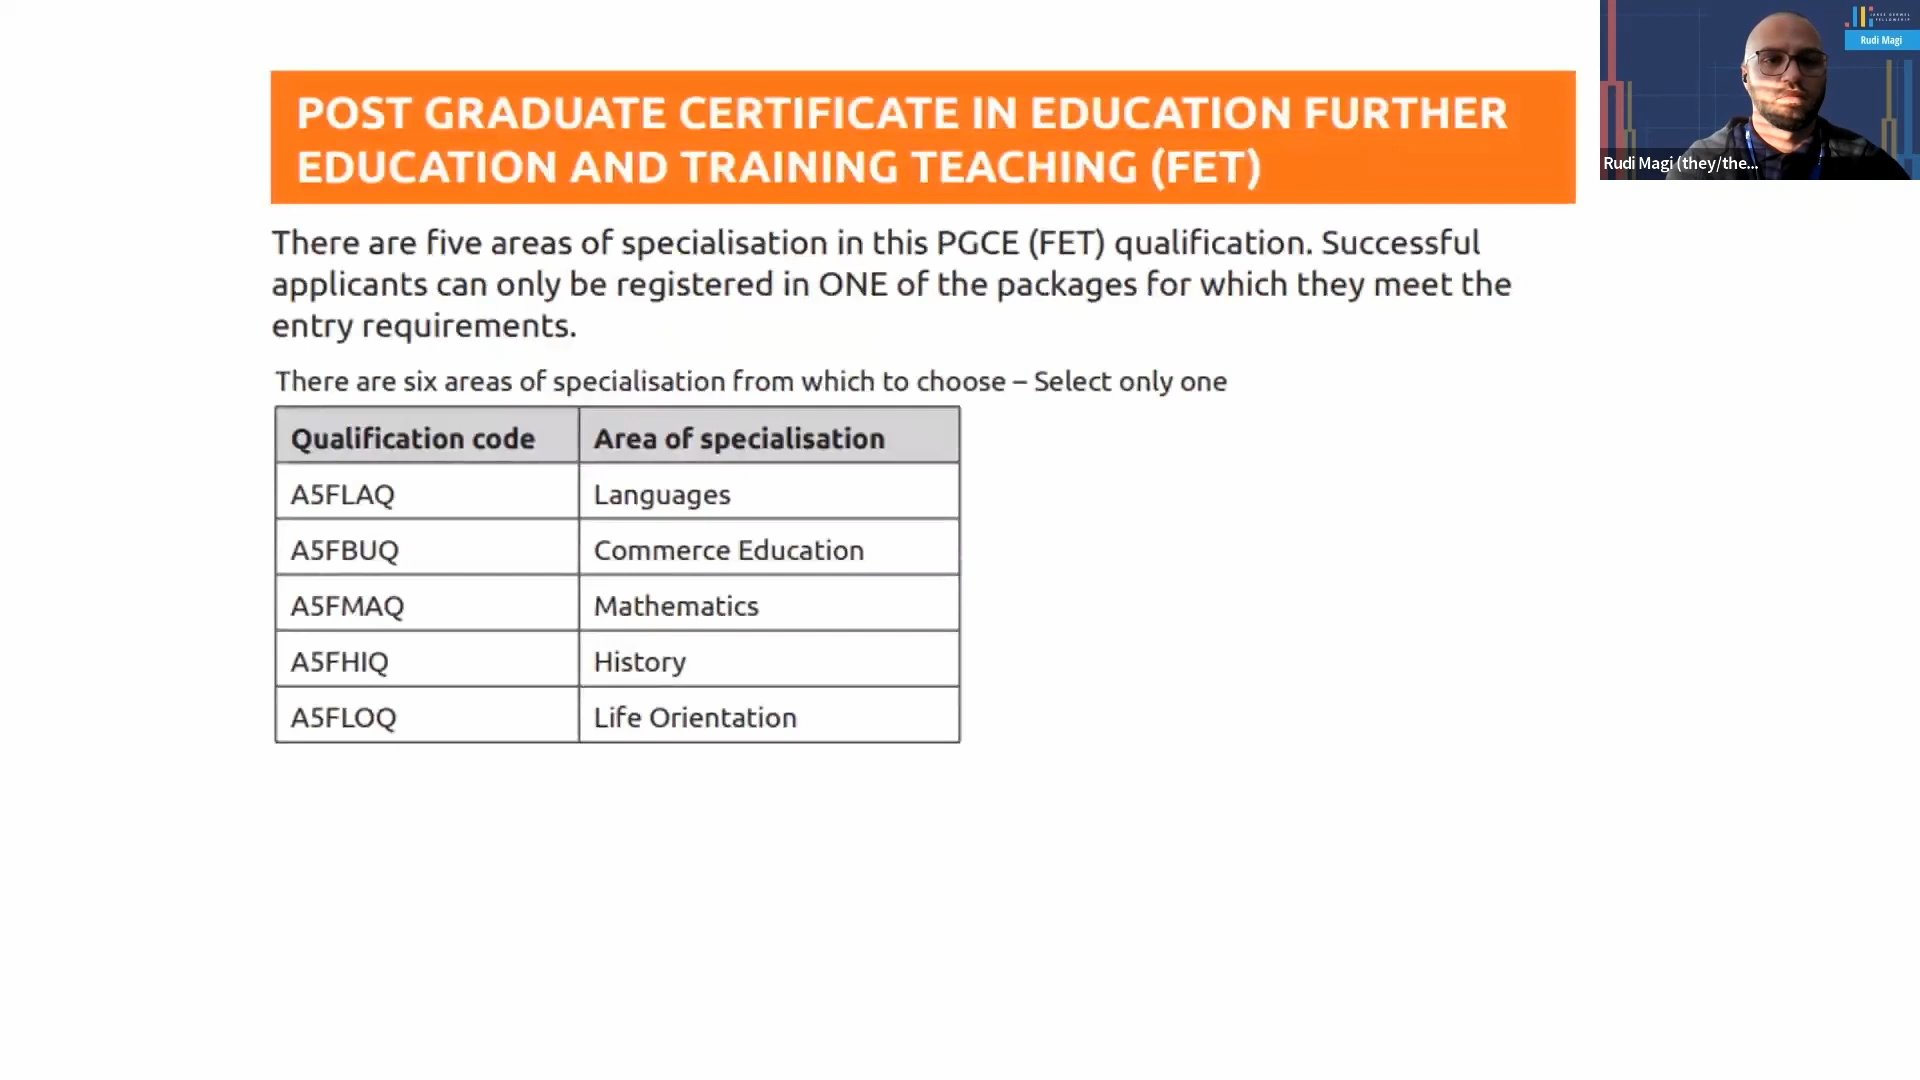 POST GRADUATE CERTIFICATE IN EDUCATION FURTHER
EDUCATION AND TRAINING TEACHING (FET)
There are five areas of specialisation in this PGCE (FET) qualification. Successful
applicants can only be registered in ONE of the packages for which they meet the
entry requirements.
There are six areas of specialisation from which to choose – Select only one
Qualification code Area of specialisation
A5FLAQ Languages
A5FBUQ Commerce Education
A5FMAQ Mathematics
A5FHIQ History
A5FLOQ Life Orientation
JAKES GERWEL
FELLOWSHIP
Rudi Magi
Rudi Magi (they/the...